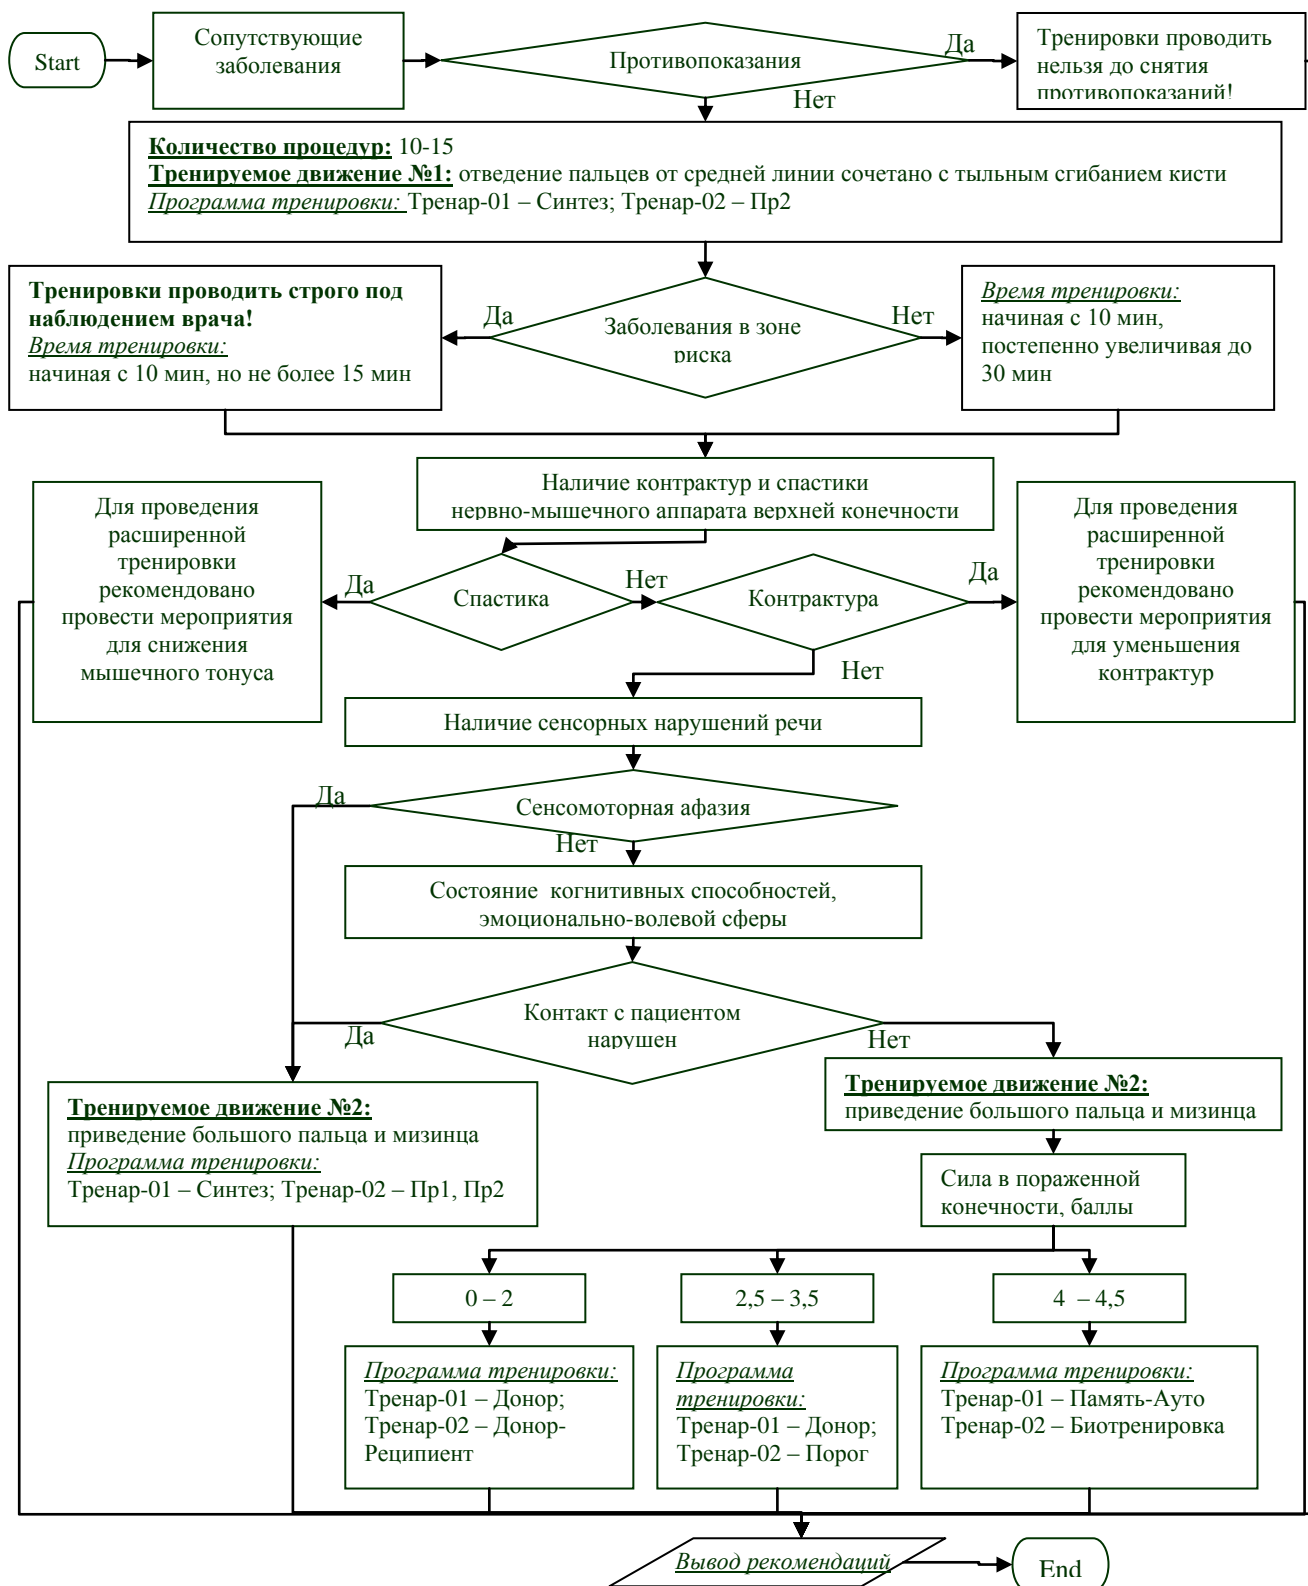 Start
Сопутствующие
заболевания
Противопоказания
Да
Тренировки проводить
нельзя до снятия
противопоказаний!
Нет
Количество процедур: 10-15
Тренируемое движение №1: отведение пальцев от средней линии сочетано с тыльным сгибанием кисти
Программа тренировки: Тренар-01 – Синтез; Тренар-02 – Пр2
Тренировки проводить строго под
наблюдением врача!
Время тренировки:
начиная с 10 мин, но не более 15 мин
Да
Заболевания в зоне
риска
Нет
Время тренировки:
начиная с 10 мин,
постепенно увеличивая до
30 мин
Наличие контрактур и спастики
нервно-мышечного аппарата верхней конечности
Для проведения
расширенной
тренировки
рекомендовано
провести мероприятия
для снижения
мышечного тонуса
Да
Спастика
Нет
Контрактура
Да
Для проведения
расширенной
тренировки
рекомендовано
провести мероприятия
для уменьшения
контрактур
Нет
Наличие сенсорных нарушений речи
Да
Сенсомоторная афазия
Нет
Состояние когнитивных способностей,
эмоционально-волевой сферы
Контакт с пациентом
нарушен
Да
Нет
Тренируемое движение №2:
приведение большого пальца и мизинца
Программа тренировки:
Тренар-01 – Синтез; Тренар-02 – Пр1, Пр2
Тренируемое движение №2:
приведение большого пальца и мизинца
Сила в пораженной
конечности, баллы
0 – 2
2,5 – 3,5
4 – 4,5
Программа тренировки:
Тренар-01 – Донор;
Тренар-02 – Донор-
Реципиент
Программа
тренировки:
Тренар-01 – Донор;
Тренар-02 – Порог
Программа тренировки:
Тренар-01 – Память-Ауто
Тренар-02 – Биотренировка
Вывод рекомендаций
End